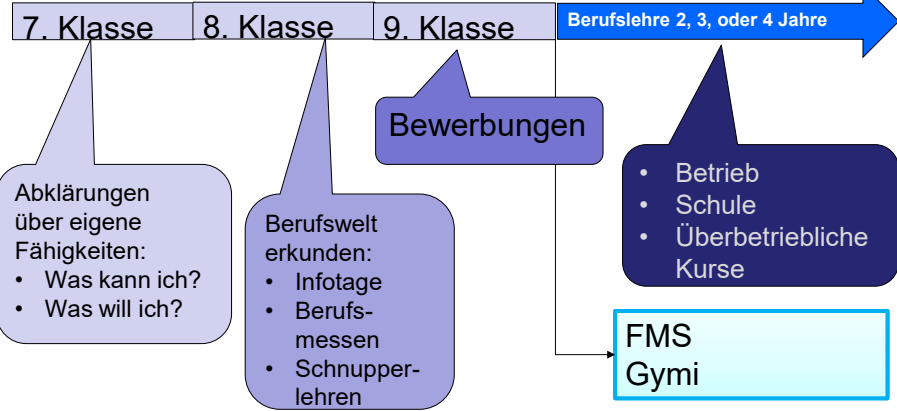 7. Klasse
8. Klasse
9. Klasse
Berufslehre 2, 3, oder 4 Jahre
Abklärungen
über eigene
Fähigkeiten:
• Was kann ich?
• Was will ich?
Berufswelt
erkunden:
• Infotage
• Berufs-
messen
• Schnupper-
lehren
Bewerbungen
• Betrieb
• Schule
• Überbetriebliche
Kurse
FMS
Gymi